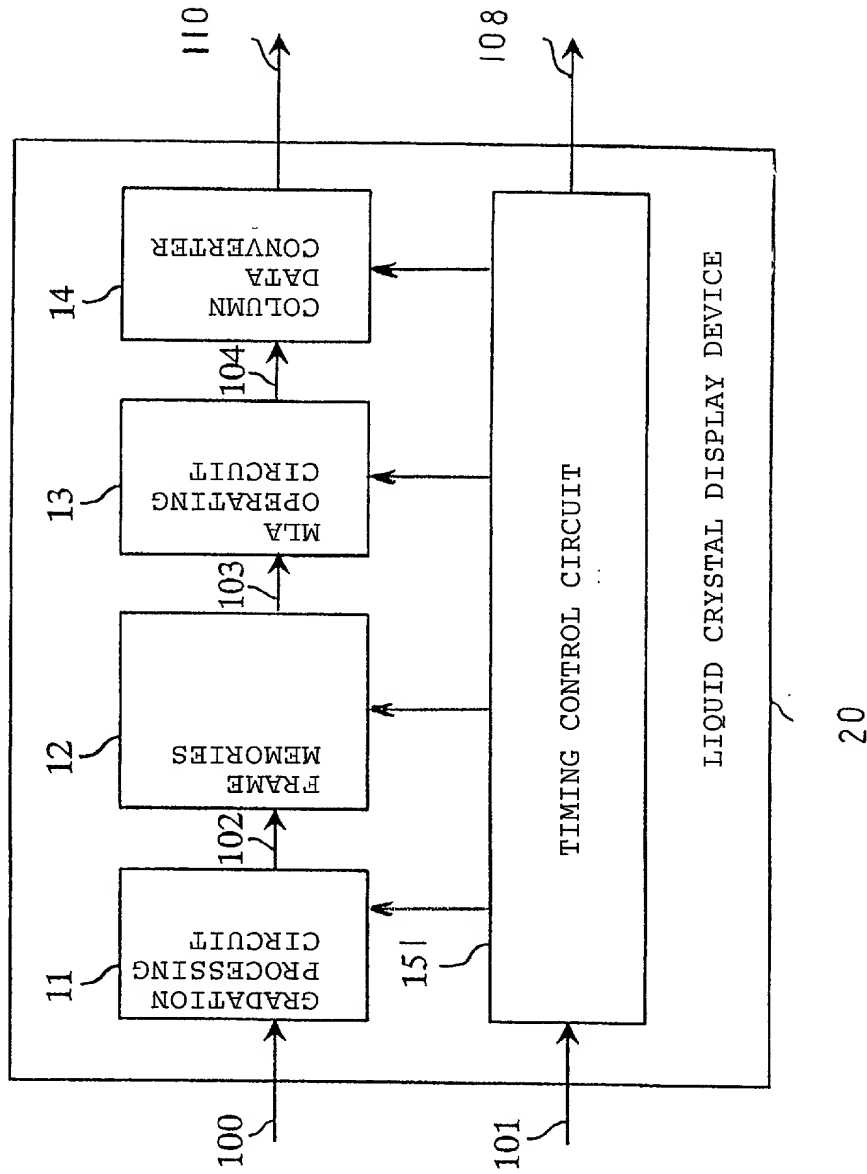 11
GRADATION
PROCESSING
CIRCUIT
12
FRAME
MEMORIES
13
MLA
OPERATING
CIRCUIT
14
COLUMN
DATA
CONVERTER
100
102
103
104
110
151
TIMING CONTROL CIRCUIT
101
108
LIQUID CRYSTAL DISPLAY DEVICE
20